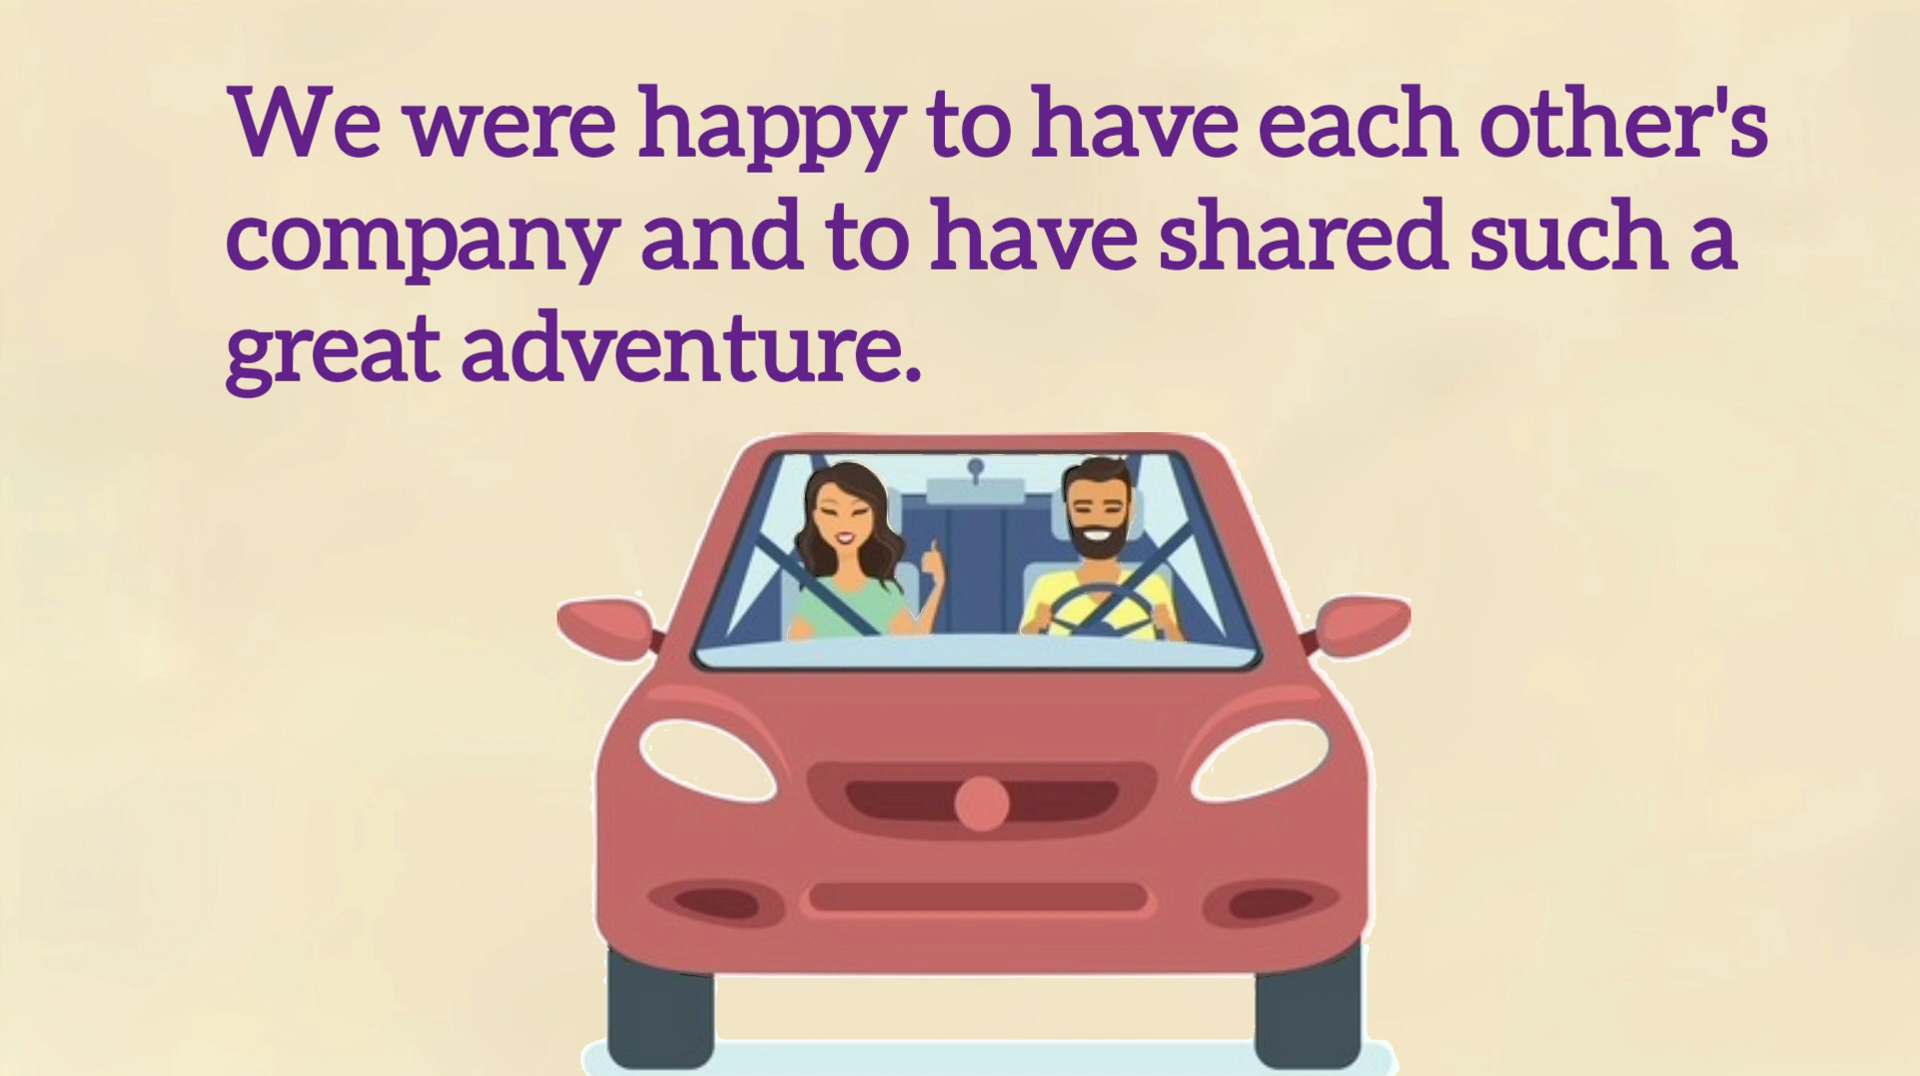 We were happy to have each other's
company and to have shared such a
great adventure.